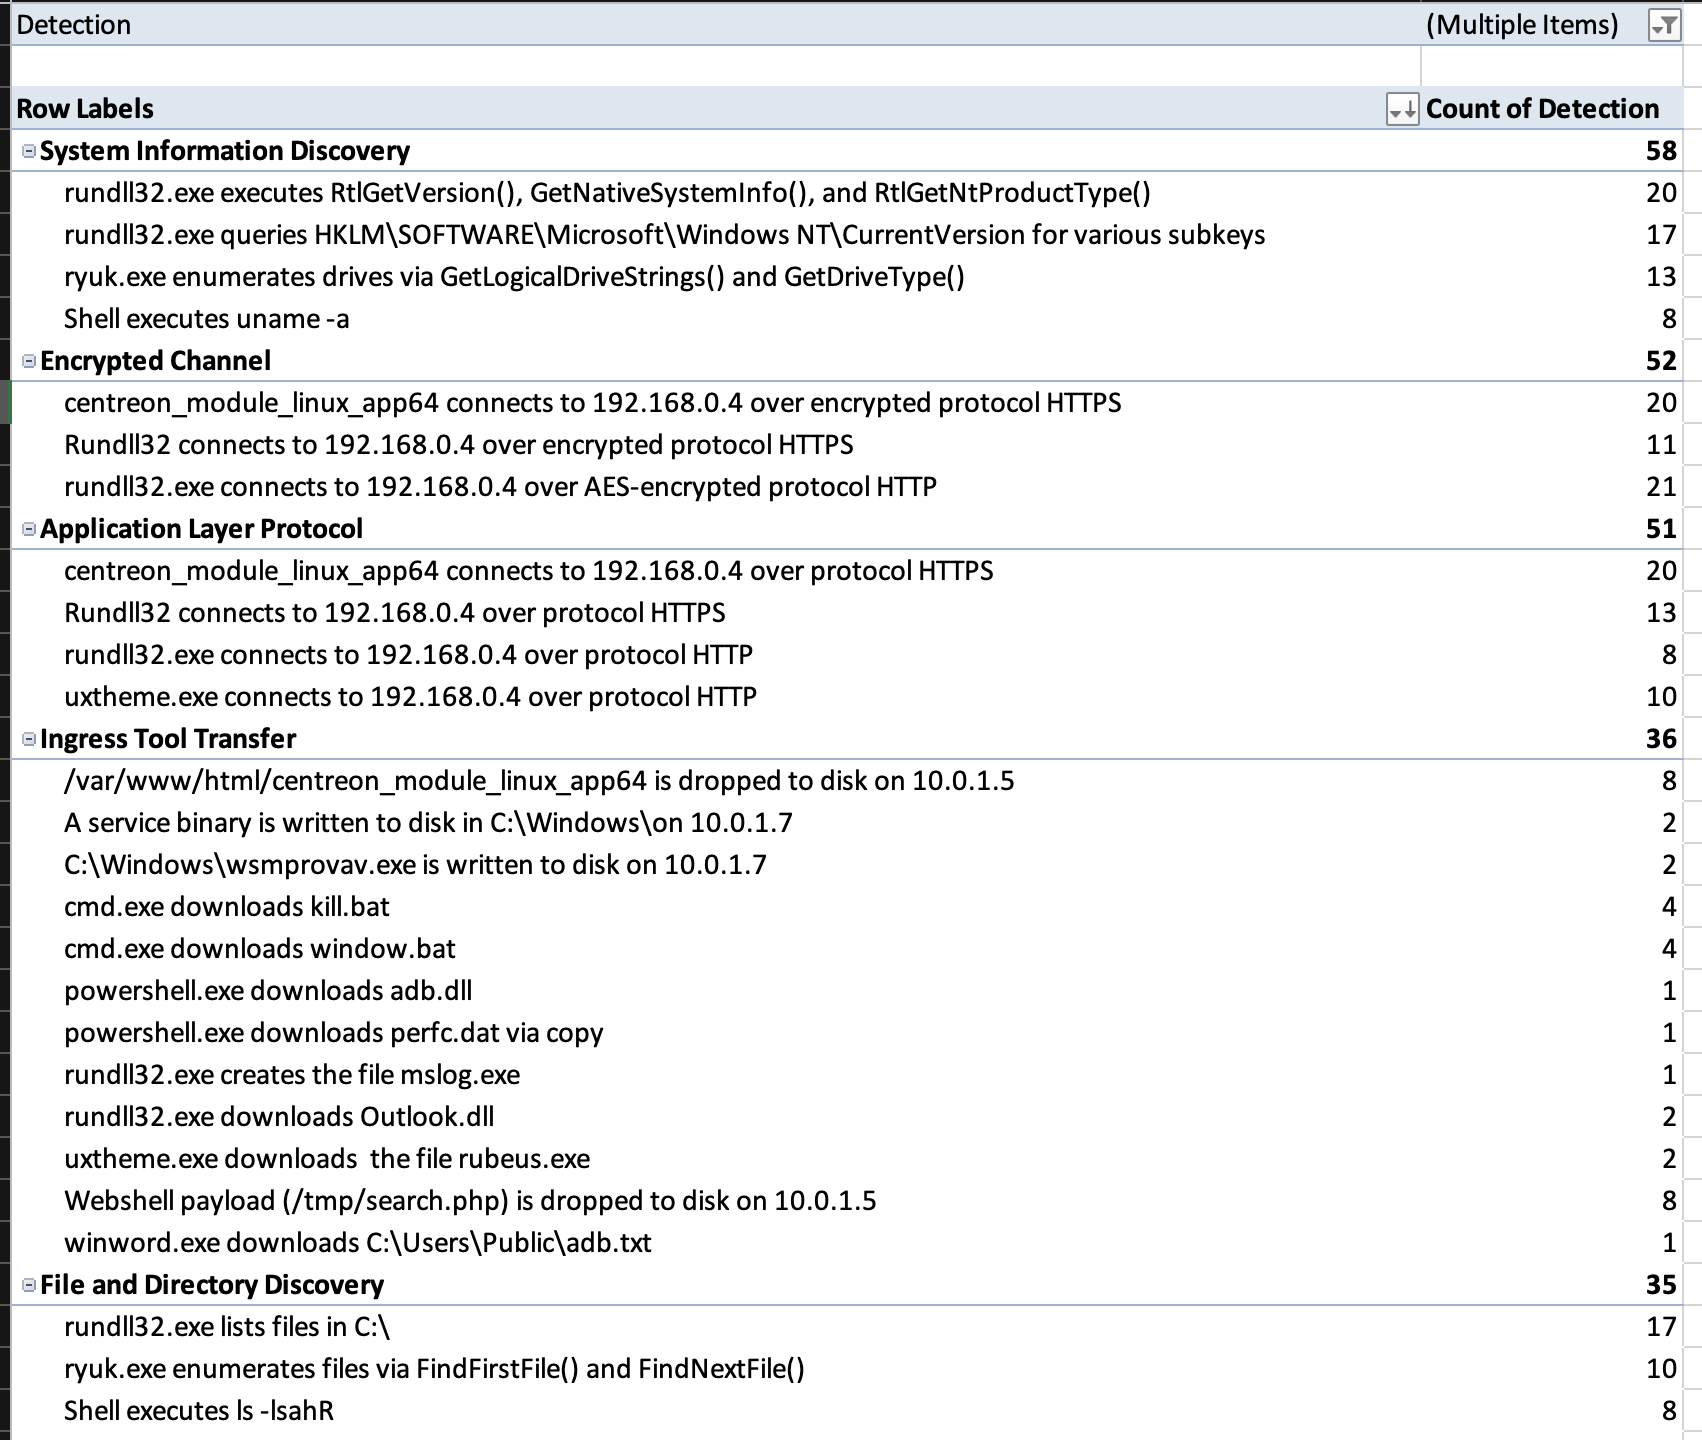 Detection (Multiple Items)
Row Labels Count of Detection
System Information Discovery 58
rundll32.exe executes RtlGetVersion(), GetNativeSystemInfo(), and RtlGetNtProductType() 20
rundll32.exe queries HKLM\SOFTWARE\Microsoft\Windows NT\CurrentVersion for various subkeys 17
ryuk.exe enumerates drives via GetLogicalDriveStrings() and GetDriveType() 13
Shell executes uname -a 8
Encrypted Channel 52
centreon_module_linux_app64 connects to 192.168.0.4 over encrypted protocol HTTPS 20
Rundll32 connects to 192.168.0.4 over encrypted protocol HTTPS 11
rundll32.exe connects to 192.168.0.4 over AES-encrypted protocol HTTP 21
Application Layer Protocol 51
centreon_module_linux_app64 connects to 192.168.0.4 over protocol HTTPS 20
Rundll32 connects to 192.168.0.4 over protocol HTTPS 13
rundll32.exe connects to 192.168.0.4 over protocol HTTP 8
uxtheme.exe connects to 192.168.0.4 over protocol HTTP 10
Ingress Tool Transfer 36
/var/www/html/centreon_module_linux_app64 is dropped to disk on 10.0.1.5 8
A service binary is written to disk in C:\Windows\on 10.0.1.7 2
C:\Windows\wsmprovav.exe is written to disk on 10.0.1.7 2
cmd.exe downloads kill.bat 4
cmd.exe downloads window.bat 4
powershell.exe downloads adb.dll 1
powershell.exe downloads perfc.dat via copy 1
rundll32.exe creates the file mslog.exe 1
rundll32.exe downloads Outlook.dll 2
uxtheme.exe downloads  the file rubeus.exe 2
Webshell payload (/tmp/search.php) is dropped to disk on 10.0.1.5 8
winword.exe downloads C:\Users\Public\adb.txt 1
File and Directory Discovery 35
rundll32.exe lists files in C:\ 17
ryuk.exe enumerates files via FindFirstFile() and FindNextFile() 10
Shell executes ls -lsahR 8